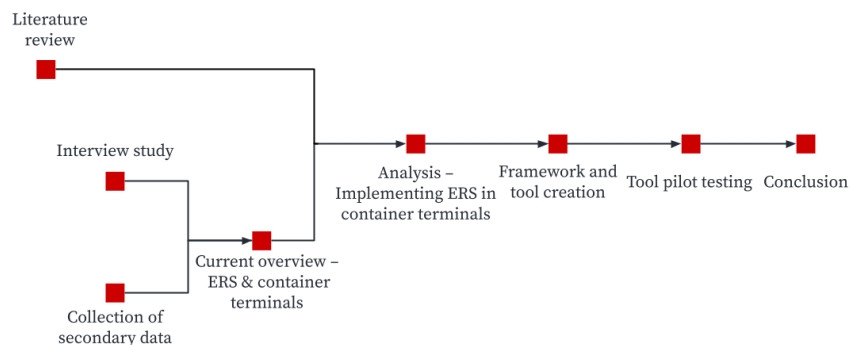 Literature
review
Interview study
Analysis –
Implementing ERS in
container terminals
Framework and
tool creation
Tool pilot testing
Conclusion
Current overview –
ERS & container
terminals
Collection of
secondary data